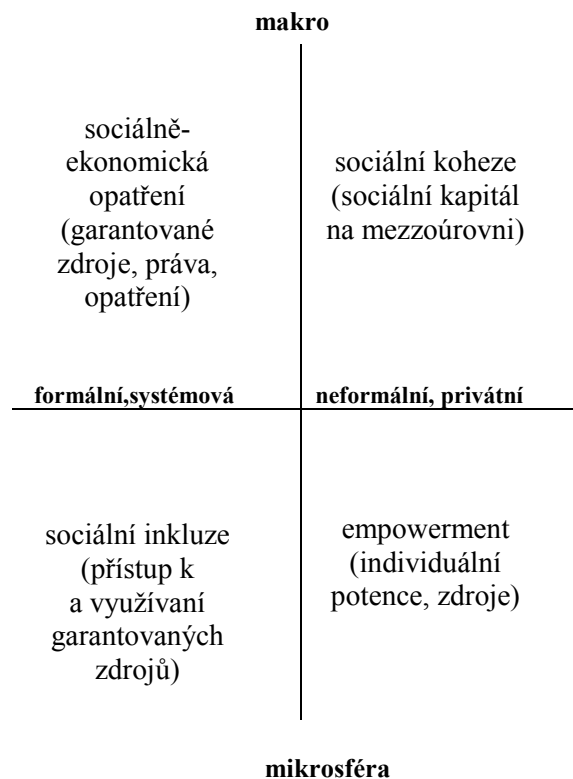 makro
sociálně-
ekonomická
opatření
(garantované
zdroje, práva,
opatření)
sociální koheze
(sociální kapitál
na mezzoúrovni)
formální,systémová
neformální, privátní
sociální inkluze
(přístup k
a využívaní
garantovaných
zdrojů)
empowerment
(individuální
potence, zdroje)
mikrosféra